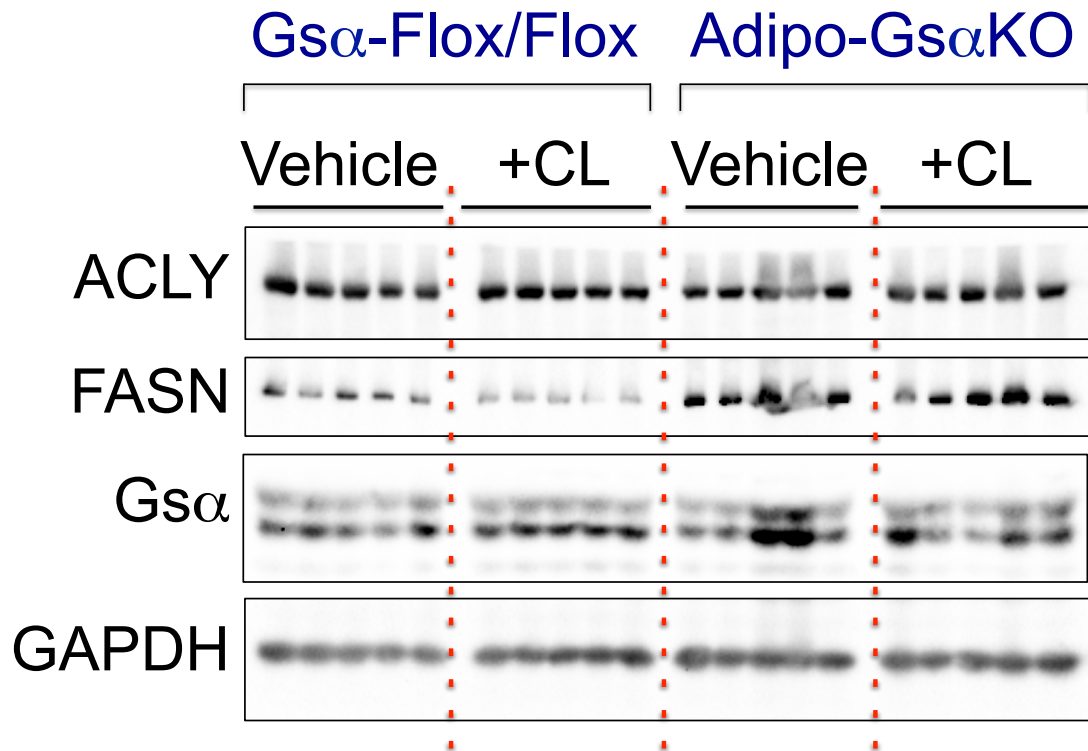 Gsα-Flox/Flox Adipo-GsαKO
Vehicle +CL Vehicle +CL
ACLY
FASN
Gsα
GAPDH